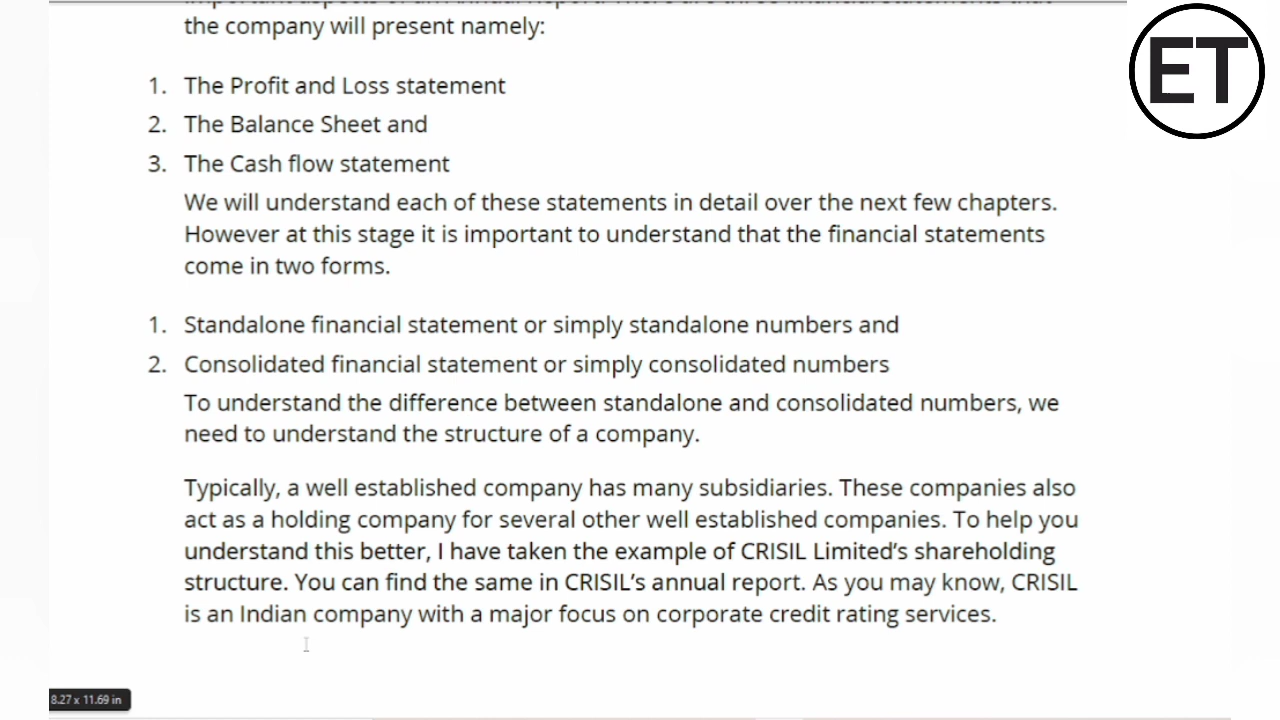 the company will present namely:
1. The Profit and Loss statement
2. The Balance Sheet and
3. The Cash flow statement
We will understand each of these statements in detail over the next few chapters.
However at this stage it is important to understand that the financial statements
come in two forms.
1. Standalone financial statement or simply standalone numbers and
2. Consolidated financial statement or simply consolidated numbers
To understand the difference between standalone and consolidated numbers, we
need to understand the structure of a company.
Typically, a well established company has many subsidiaries. These companies also
act as a holding company for several other well established companies. To help you
understand this better, I have taken the example of CRISIL Limited's shareholding
structure. You can find the same in CRISIL's annual report. As you may know, CRISIL
is an Indian company with a major focus on corporate credit rating services.
8.27 x 11.69 in
ET